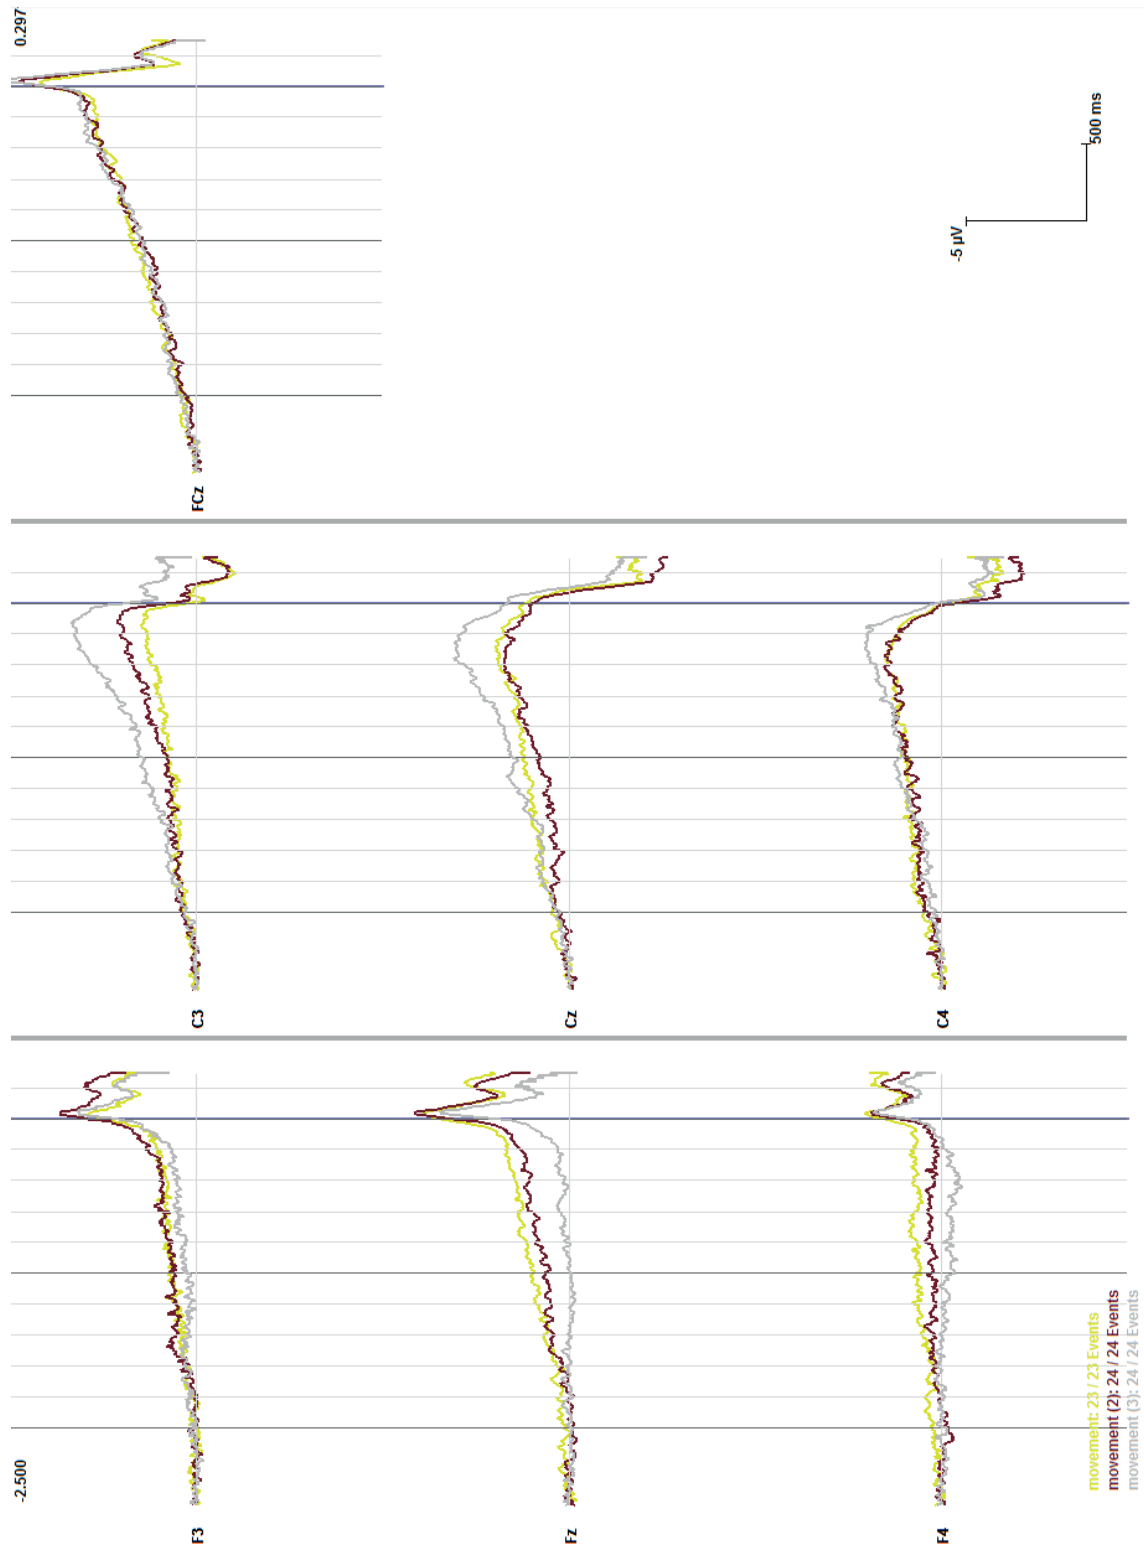 -2.500
0.297
F3
C3
FCz
Fz
Cz
F4
C4
-5 µV
500 ms
movement: 23 / 23 Events
movement (2): 24 / 24 Events
movement (3): 24 / 24 Events